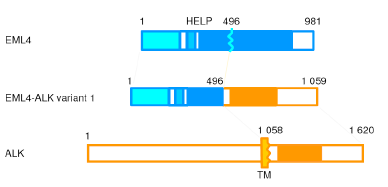 1 HELP 496 981
EML4
496 1 059
1
EML4-ALK variant 1
1 1 058 1 620
ALK
TM